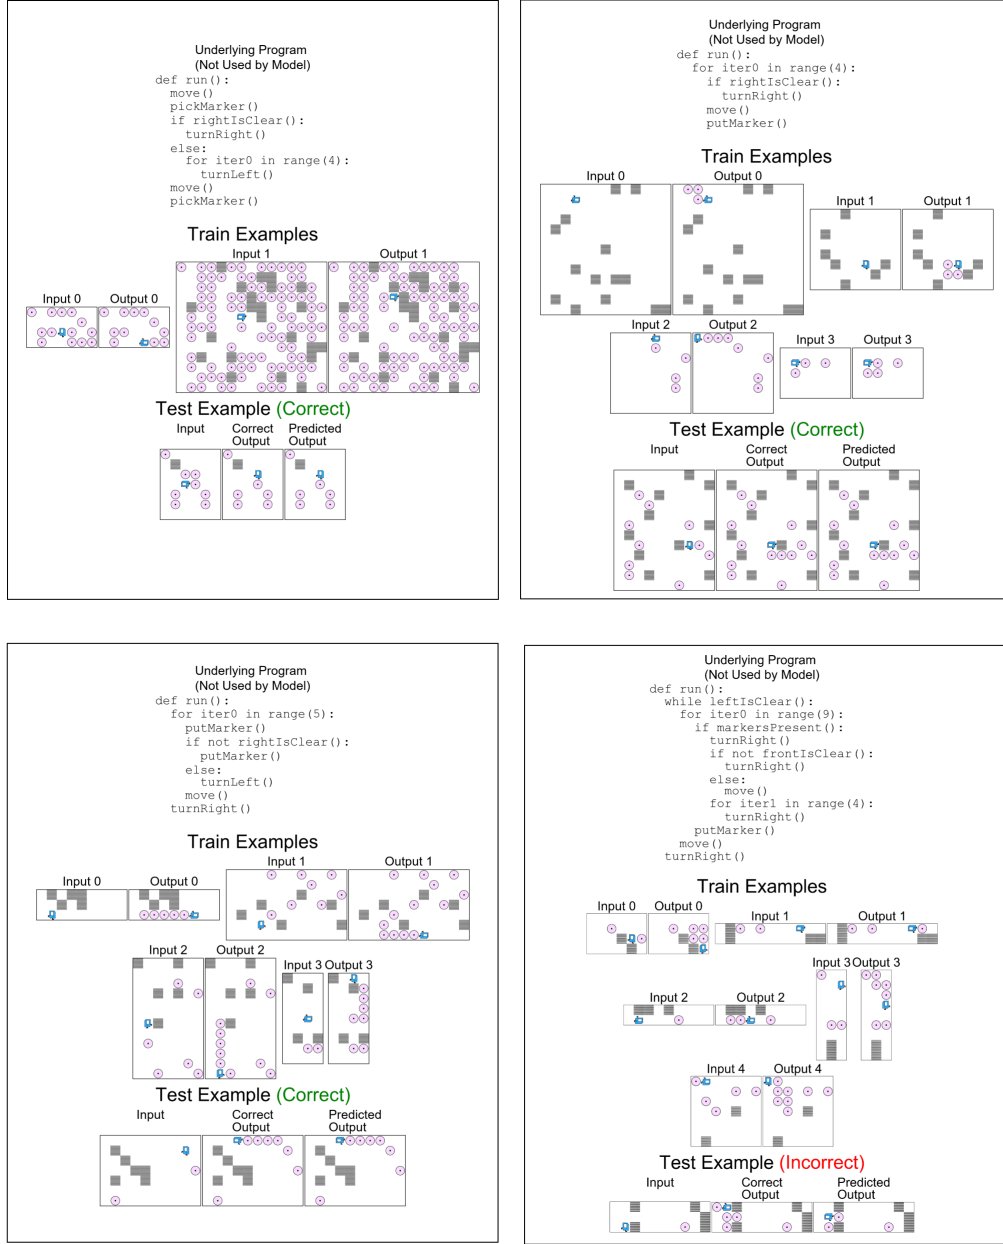 Underlying Program
(Not Used by Model)
def run():
  move()
  pickMarker()
  if rightIsClear():
    turnRight()
  else:
    for iter0 in range(4):
      turnLeft()
  move()
  pickMarker()
Train Examples
Input 1 Output 1
Input 0 Output 0
Test Example (Correct)
Input Correct Output Predicted Output
Underlying Program
(Not Used by Model)
def run():
  for iter0 in range(4):
    if rightIsClear():
      turnRight()
    move()
    putMarker()
Train Examples
Input 0 Output 0
Input 1 Output 1
Input 2 Output 2
Input 3 Output 3
Test Example (Correct)
Input Correct Output Predicted Output
Underlying Program
(Not Used by Model)
def run():
  for iter0 in range(5):
    putMarker()
    if not rightIsClear():
      putMarker()
    else:
      turnLeft()
    move()
  turnRight()
Train Examples
Input 0 Output 0
Input 1 Output 1
Input 2 Output 2
Input 3 Output 3
Test Example (Correct)
Input Correct Output Predicted Output
Underlying Program
(Not Used by Model)
def run():
  while leftIsClear():
    for iter0 in range(9):
      if markersPresent():
        turnRight()
        if not frontIsClear():
          turnRight()
        else:
          move()
        for iter1 in range(4):
          turnRight()
      putMarker()
    move()
  turnRight()
Train Examples
Input 0 Output 0
Input 1 Output 1
Input 2 Output 2
Input 3 Output 3
Input 4 Output 4
Test Example (Incorrect)
Input Correct Output Predicted Output